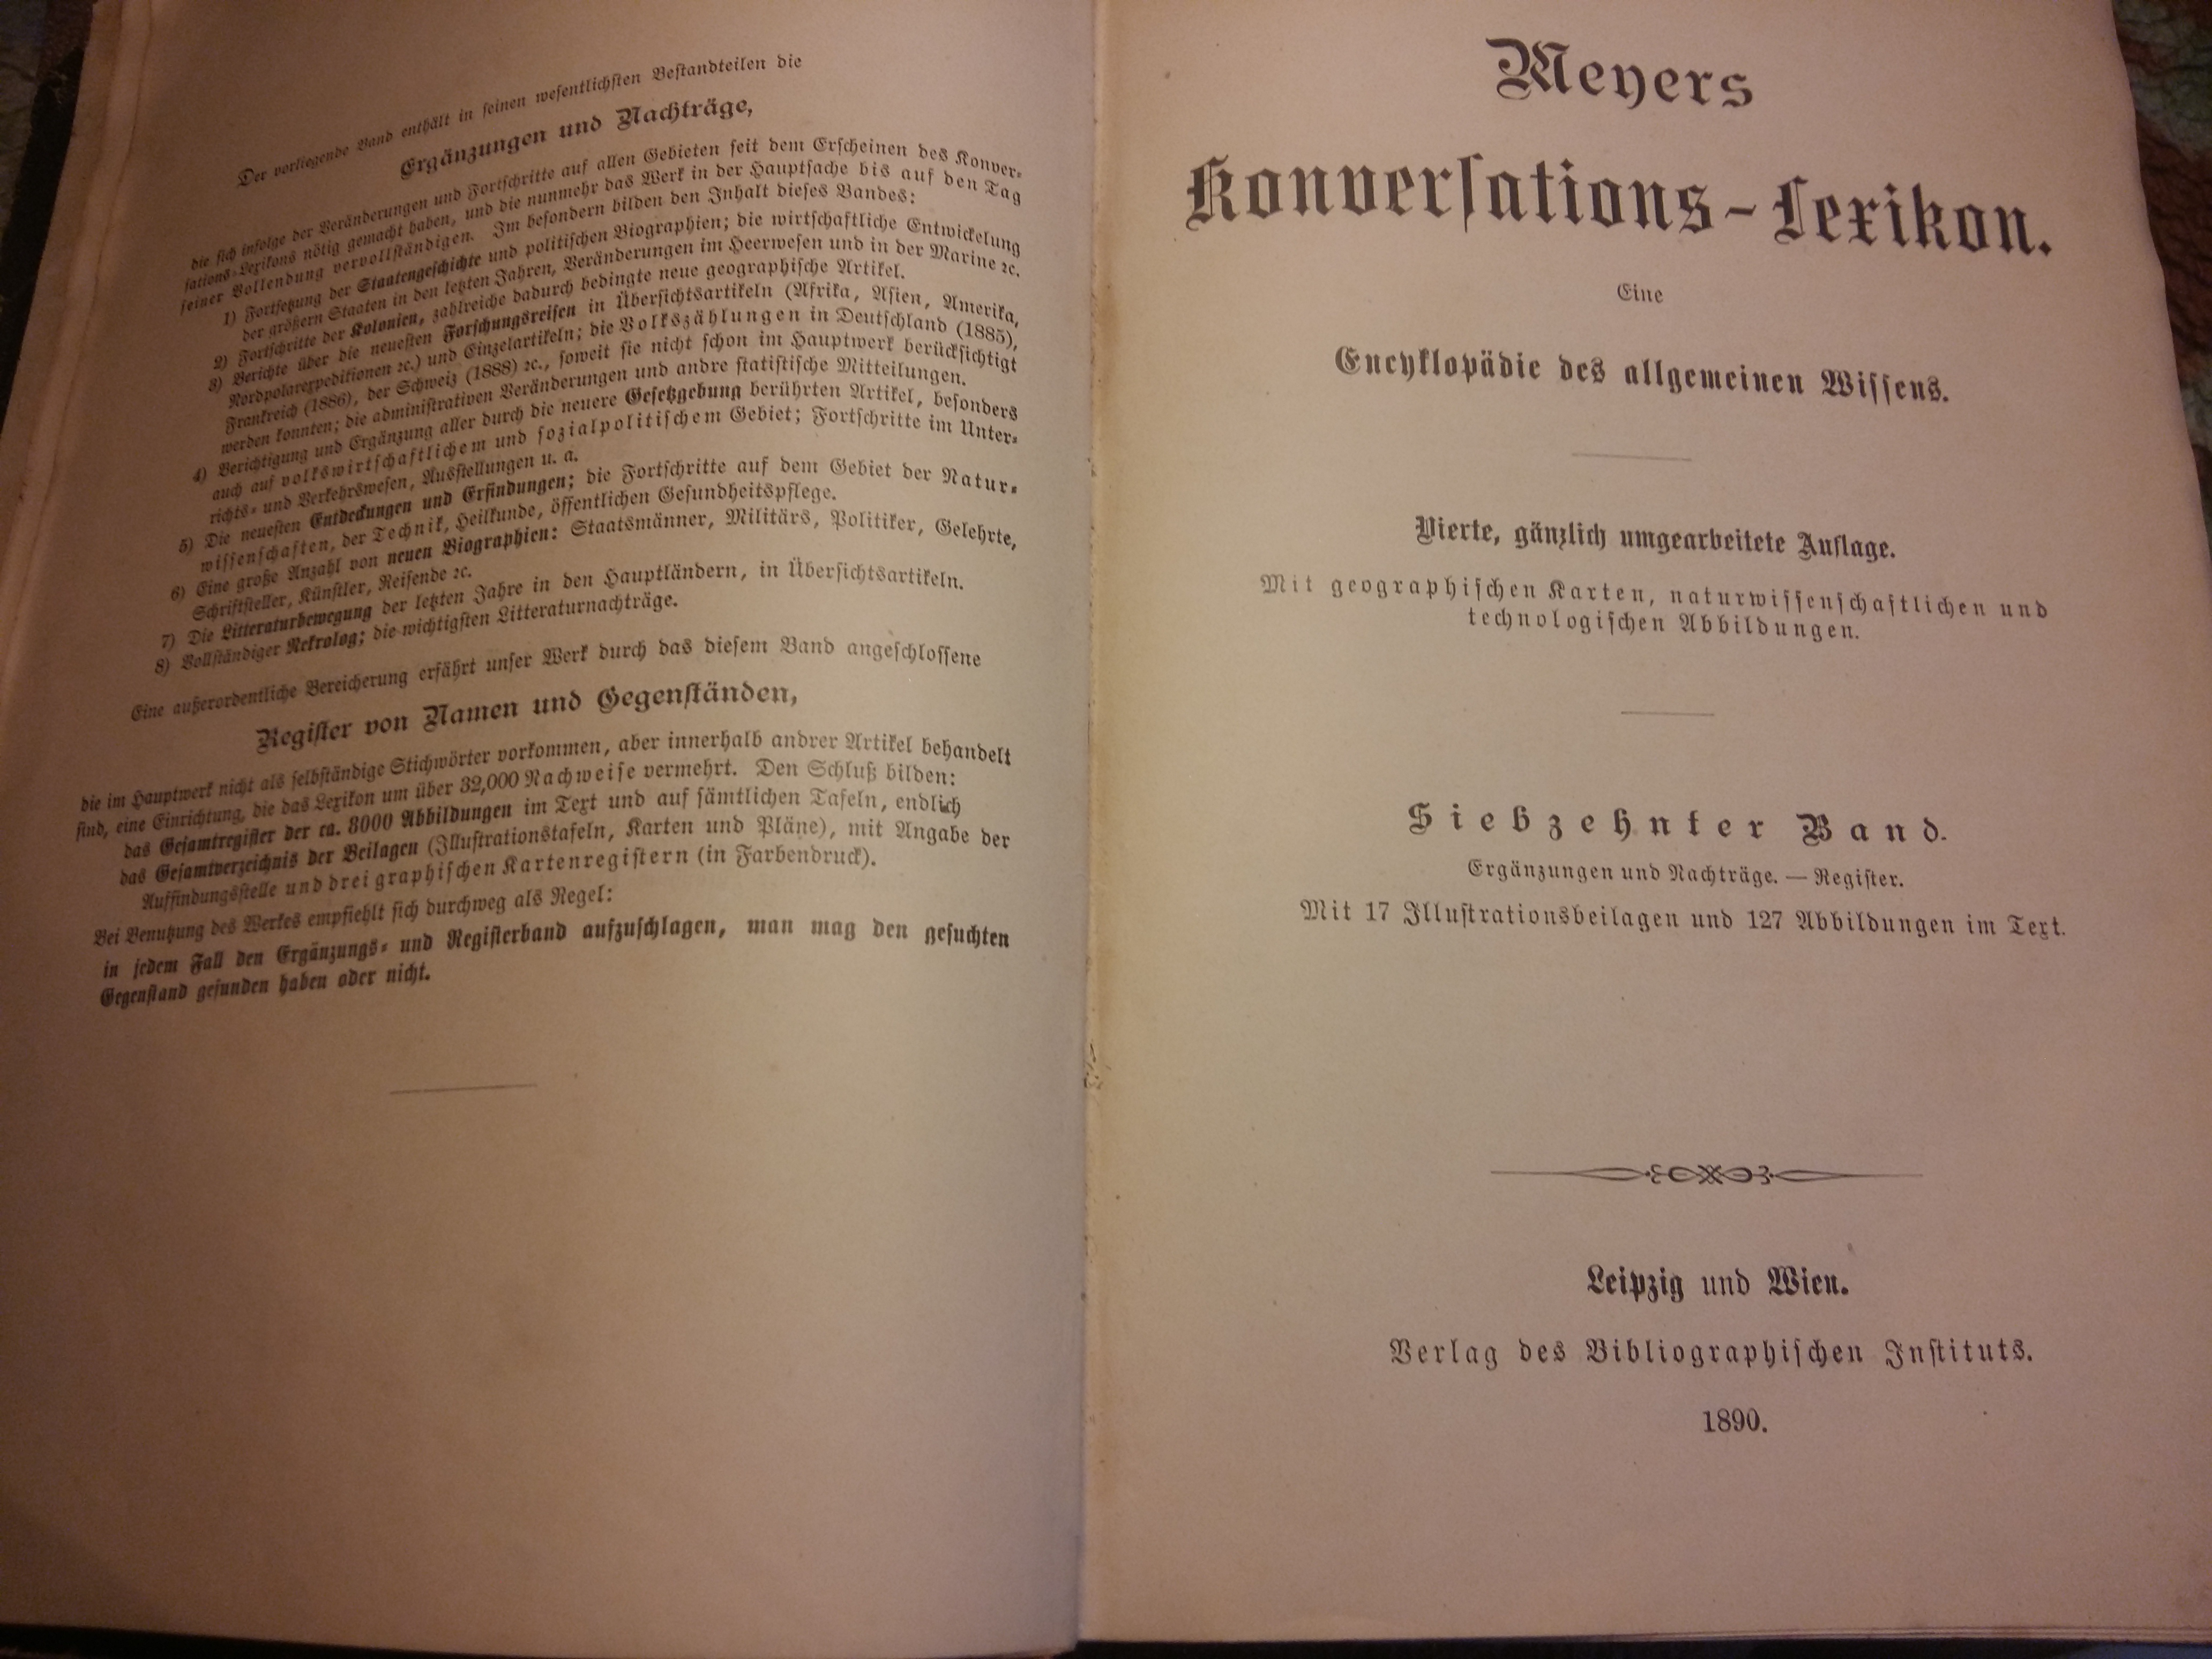 Der vorliegende Band enthält in seinen wesentlichsten Bestandteilen die
Ergänzungen und Nachträge,
die sich infolge der Veränderungen und Fortschritte auf allen Gebieten seit dem Erscheinen des Konver-
sations-Lexikons nötig gemacht haben, und die nunmehr das Werk in der Hauptsache bis auf den Tag
seiner Vollendung vervollständigen. Im besondern bilden den Inhalt dieses Bandes:
1) Fortsetzung der Staatengeschichte und politischen Biographien; die wirtschaftliche Entwickelung
der größern Staaten in den letzten Jahren, Veränderungen im Heerwesen und in der Marine ꝛc.
2) Fortschritte der Kolonien, zahlreiche dadurch bedingte neue geographische Artikel.
3) Berichte über die neuesten Forschungsreisen in Übersichtsartikeln (Afrika, Asien, Amerika,
Nordpolarexpeditionen ꝛc.) und Einzelartikeln; die Volkszählungen in Deutschland (1885),
Frankreich (1886), der Schweiz (1888) ꝛc., soweit sie nicht schon im Hauptwerk berücksichtigt
werden konnten; die administrativen Veränderungen und andre statistische Mitteilungen.
4) Berichtigung und Ergänzung aller durch die neuere Gesetzgebung berührten Artikel, besonders
auch auf volkswirtschaftlichem und sozialpolitischem Gebiet; Fortschritte im Unter-
richts- und Verkehrswesen, Ausstellungen u. a.
5) Die neuesten Entdeckungen und Erfindungen; die Fortschritte auf dem Gebiet der Natur-
wissenschaften, der Technik, Heilkunde, öffentlichen Gesundheitspflege.
6) Eine große Anzahl von neuen Biographien: Staatsmänner, Militärs, Politiker, Gelehrte,
Schriftsteller, Künstler, Reisende ꝛc.
7) Die Litteraturbewegung der letzten Jahre in den Hauptländern, in Übersichtsartikeln.
8) Vollständiger Nekrolog; die wichtigsten Litteraturnachträge.
Eine außerordentliche Bereicherung erfährt unser Werk durch das diesem Band angeschlossene
Register von Namen und Gegenständen,
die im Hauptwerk nicht als selbständige Stichwörter vorkommen, aber innerhalb andrer Artikel behandelt
sind, eine Einrichtung, die das Lexikon um über 32,000 Nachweise vermehrt. Den Schluß bilden:
das Gesamtregister der ca. 8000 Abbildungen im Text und auf sämtlichen Tafeln, endlich
das Gesamtverzeichnis der Beilagen (Illustrationstafeln, Karten und Pläne), mit Angabe der
Auffindungsstelle und drei graphischen Kartenregistern (in Farbendruck).
Bei Benutzung des Werkes empfiehlt sich durchweg als Regel:
in jedem Fall den Ergänzungs- und Registerband aufzuschlagen, man mag den gesuchten
Gegenstand gefunden haben oder nicht.
Meyers
Konversations-Lexikon.
Eine
Encyklopädie des allgemeinen Wissens.
Vierte, gänzlich umgearbeitete Auflage.
Mit geographischen Karten, naturwissenschaftlichen und
technologischen Abbildungen.
Siebzehnter Band.
Ergänzungen und Nachträge. — Register.
Mit 17 Illustrationsbeilagen und 127 Abbildungen im Text.
Leipzig und Wien.
Verlag des Bibliographischen Instituts.
1890.